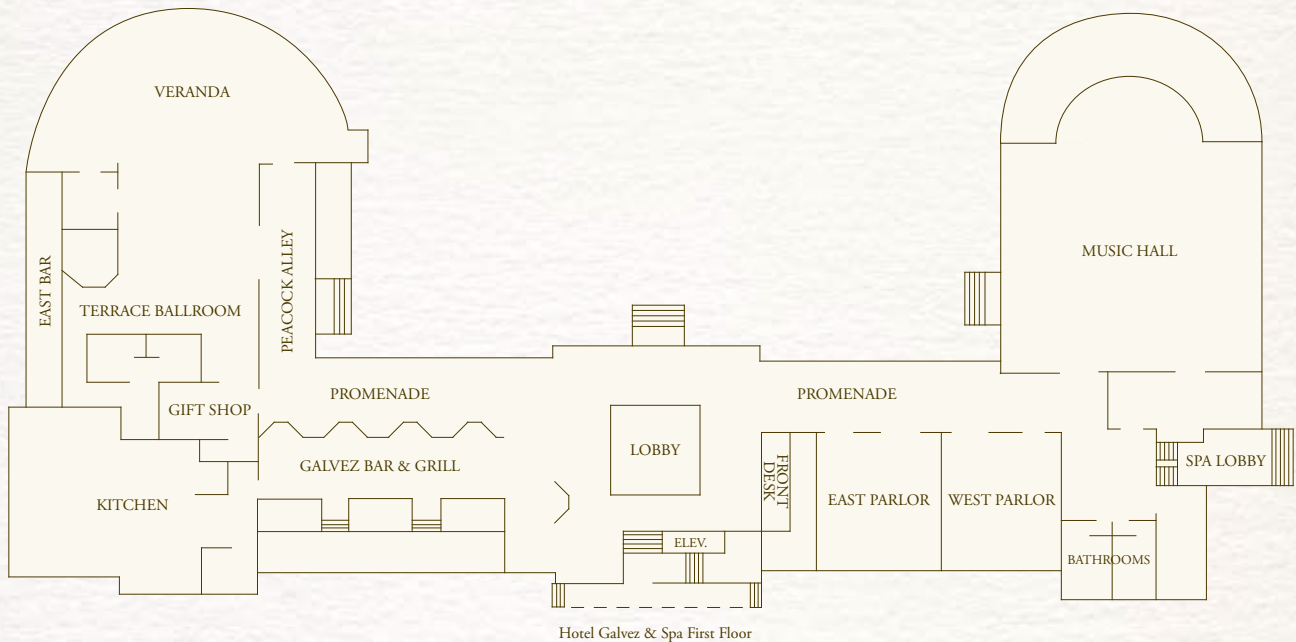 VERANDA
MUSIC HALL
EAST BAR
PEACOCK ALLEY
TERRACE BALLROOM
PROMENADE
PROMENADE
GIFT SHOP
LOBBY
GALVEZ BAR & GRILL
FRONT
DESK
SPA LOBBY
KITCHEN
EAST PARLOR
WEST PARLOR
ELEV.
BATHROOMS
Hotel Galvez & Spa First Floor